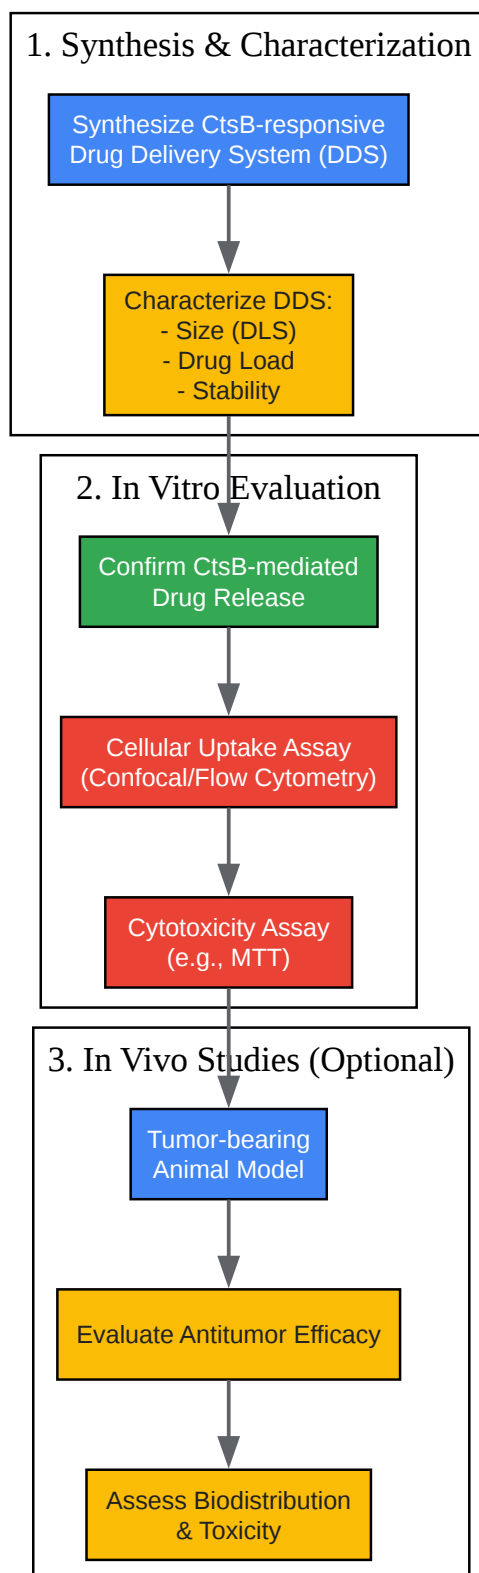 1. Synthesis & Characterization
Synthesize CtsB-responsive
Drug Delivery System (DDS)
Characterize DDS:
- Size (DLS)
- Drug Load
- Stability
2. In Vitro Evaluation
Confirm CtsB-mediated
Drug Release
Cellular Uptake Assay
(Confocal/Flow Cytometry)
Cytotoxicity Assay
(e.g., MTT)
3. In Vivo Studies (Optional)
Tumor-bearing
Animal Model
Evaluate Antitumor Efficacy
Assess Biodistribution
& Toxicity